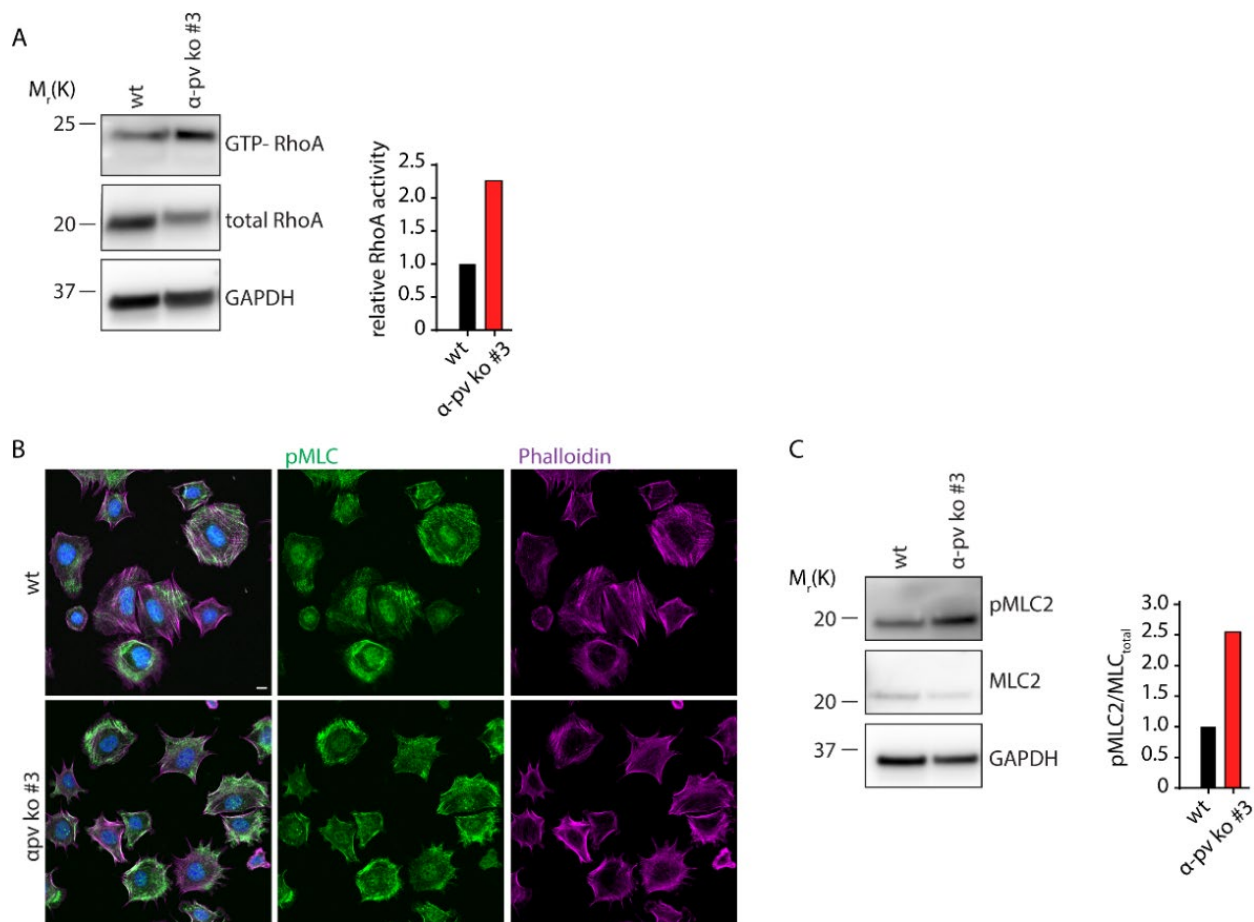 A
M_r(K)
wt
α-pv ko #3
25
GTP- RhoA
20
total RhoA
37
GAPDH
relative RhoA activity
2.5
2.0
1.5
1.0
0.5
0
wt
α-pv ko #3
B
pMLC
Phalloidin
wt
αpv ko #3
C
M_r(K)
wt
α-pv ko #3
20
pMLC2
20
MLC2
37
GAPDH
pMLC2/MLC_total
3.0
2.5
2.0
1.5
1.0
0.5
0
wt
α-pv ko #3